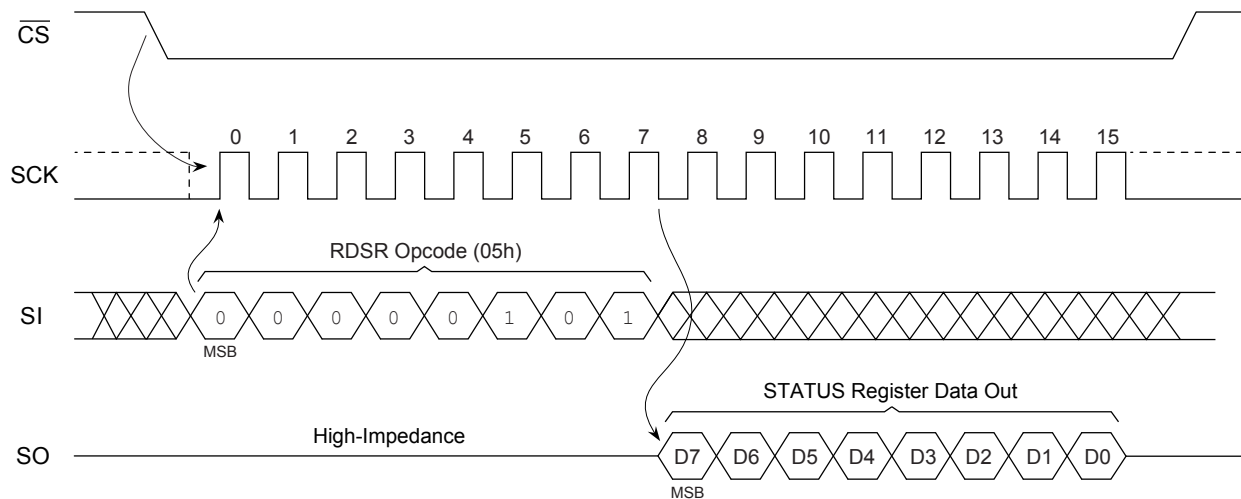 CS
0 1 2 3 4 5 6 7 8 9 10 11 12 13 14 15
SCK
RDSR Opcode (05h)
SI 0 0 0 0 0 1 0 1
MSB
STATUS Register Data Out
High-Impedance
SO D7 D6 D5 D4 D3 D2 D1 D0
MSB